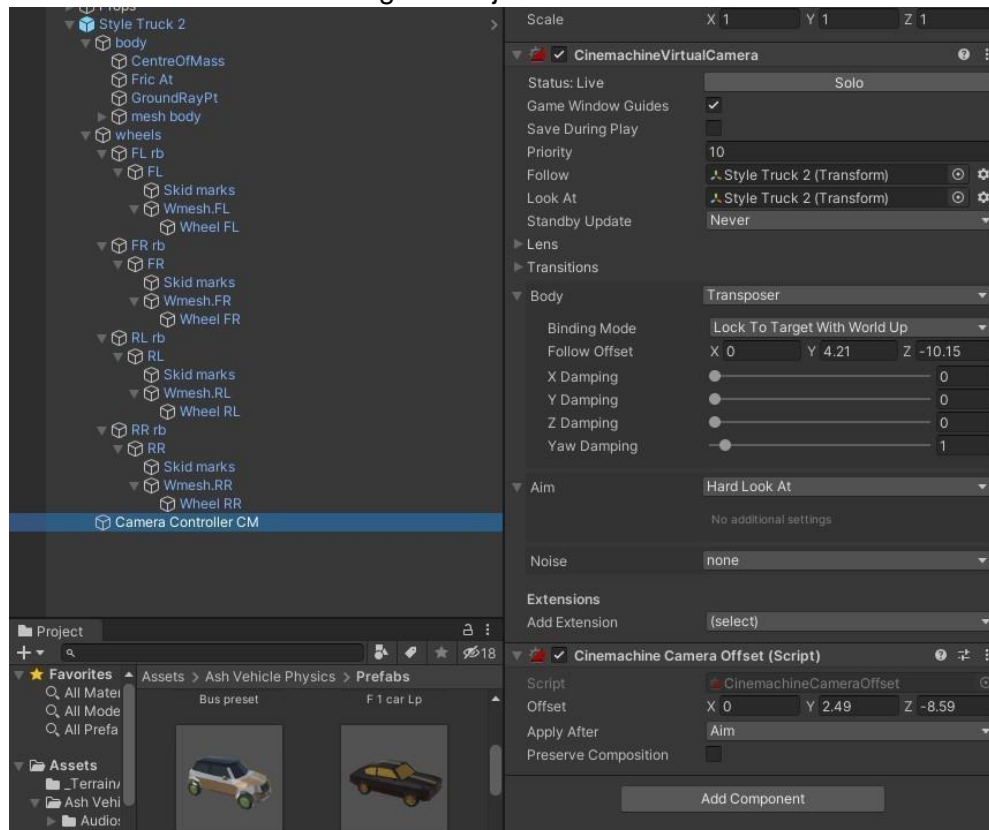 Style Truck 2
body
CentreOfMass
Fric At
GroundRayPt
mesh body
wheels
FL rb
FL
Skid marks
Wmesh.FL
Wheel FL
FR rb
FR
Skid marks
Wmesh.FR
Wheel FR
RL rb
RL
Skid marks
Wmesh.RL
Wheel RL
RR rb
RR
Skid marks
Wmesh.RR
Wheel RR
Camera Controller CM
Project
18
Favorites
All Mater
All Mode
All Prefa
Assets
_Terrain
Ash Vehi
Audio
Assets > Ash Vehicle Physics > Prefabs
Bus preset F 1 car Lp
Scale X 1 Y 1 Z 1
CinemachineVirtualCamera
Status: Live Solo
Game Window Guides
Save During Play
Priority 10
Follow Style Truck 2 (Transform)
Look At Style Truck 2 (Transform)
Standby Update Never
Lens
Transitions
Body Transposer
Binding Mode Lock To Target With World Up
Follow Offset X 0 Y 4.21 Z -10.15
X Damping 0
Y Damping 0
Z Damping 0
Yaw Damping 1
Aim Hard Look At
No additional settings
Noise none
Extensions
Add Extension (select)
Cinemachine Camera Offset (Script)
Script CinemachineCameraOffset
Offset X 0 Y 2.49 Z -8.59
Apply After Aim
Preserve Composition
Add Component